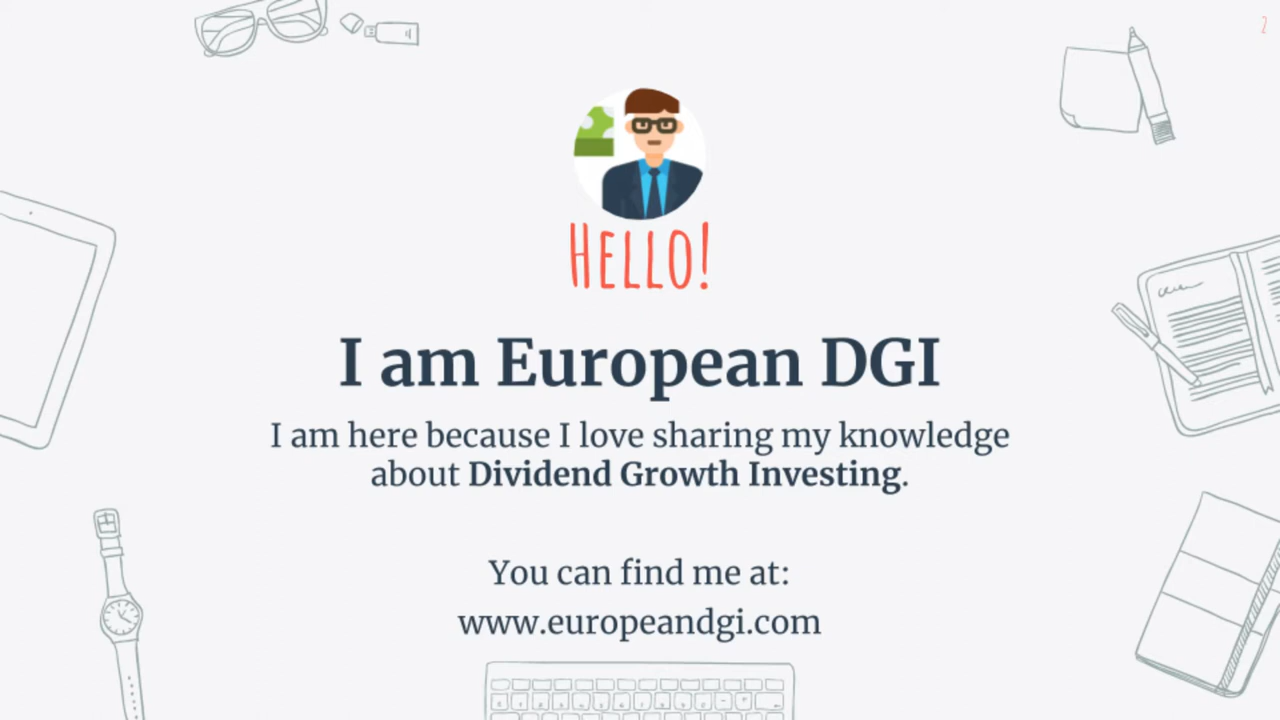 2
Hello!
I am European DGI
I am here because I love sharing my knowledge
about Dividend Growth Investing.
You can find me at:
www.europeandgi.com